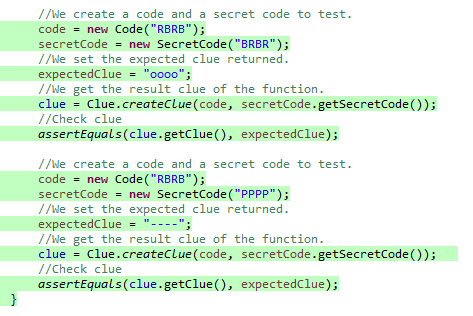 //We create a code and a secret code to test.
code = new Code("RBRB");
secretCode = new SecretCode("BRBR");
//We set the expected clue returned.
expectedClue = "oooo";
//We get the result clue of the function.
clue = Clue.createClue(code, secretCode.getSecretCode());
//Check clue
assertEquals(clue.getClue(), expectedClue);
//We create a code and a secret code to test.
code = new Code("RBRB");
secretCode = new SecretCode("PPPP");
//We set the expected clue returned.
expectedClue = "----";
//We get the result clue of the function.
clue = Clue.createClue(code, secretCode.getSecretCode());
//Check clue
assertEquals(clue.getClue(), expectedClue);
}